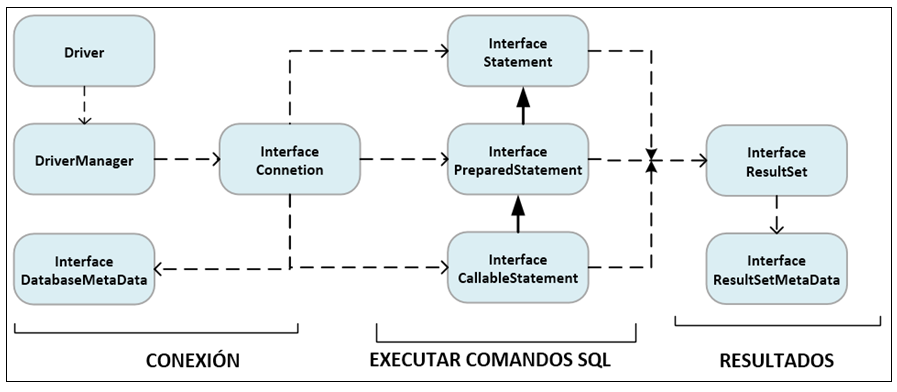 Driver
Interface
Statement
DriverManager
Interface
Connetion
Interface
PreparedStatement
Interface
ResultSet
Interface
DatabaseMetaData
Interface
CallableStatement
Interface
ResultSetMetaData
CONEXIÓN
EXECUTAR COMANDOS SQL
RESULTADOS